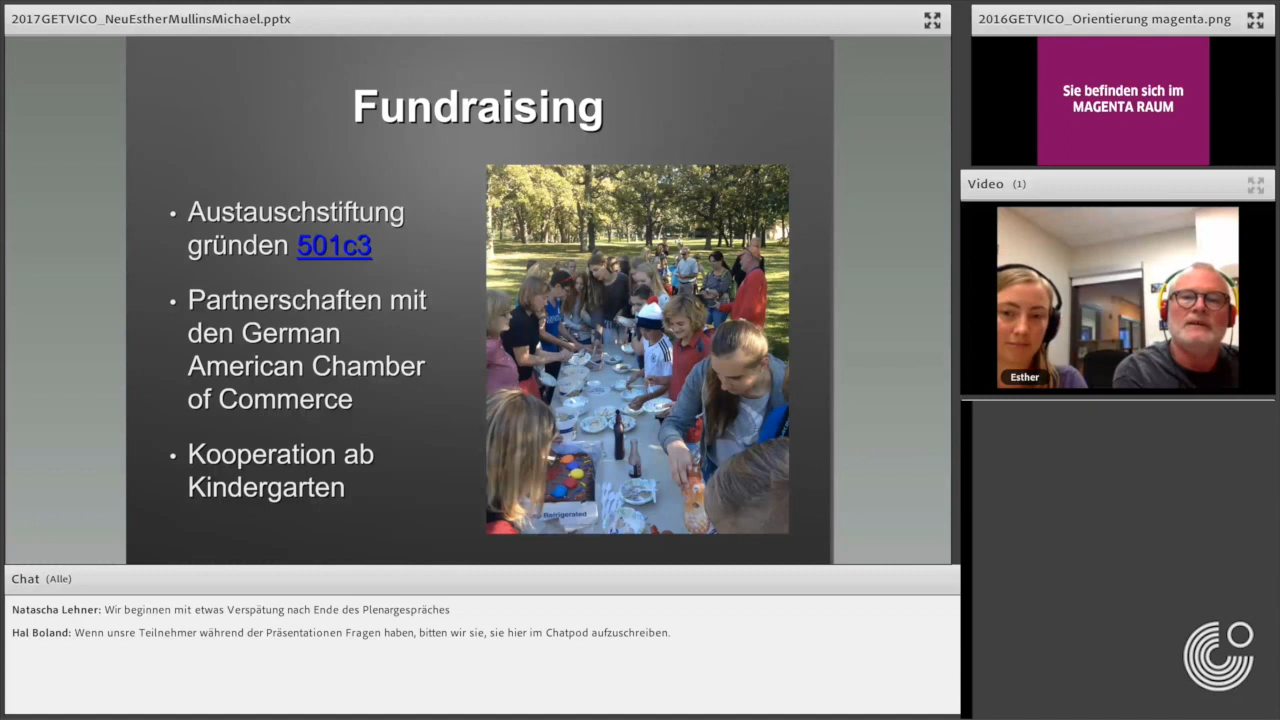 2017GETVICO_NeuEstherMullinsMichael.pptx
Fundraising
• Austauschstiftung
gründen 501c3
• Partnerschaften mit
den German
American Chamber
of Commerce
• Kooperation ab
Kindergarten
Refrigerated
2016GETVICO_Orientierung magenta.png
Sie befinden sich im
MAGENTA RAUM
Video (1)
Esther
Chat (Alle)
Natascha Lehner: Wir beginnen mit etwas Verspätung nach Ende des Plenargespräches
Hal Boland: Wenn unsre Teilnehmer während der Präsentationen Fragen haben, bitten wir sie, sie hier im Chatpod aufzuschreiben.